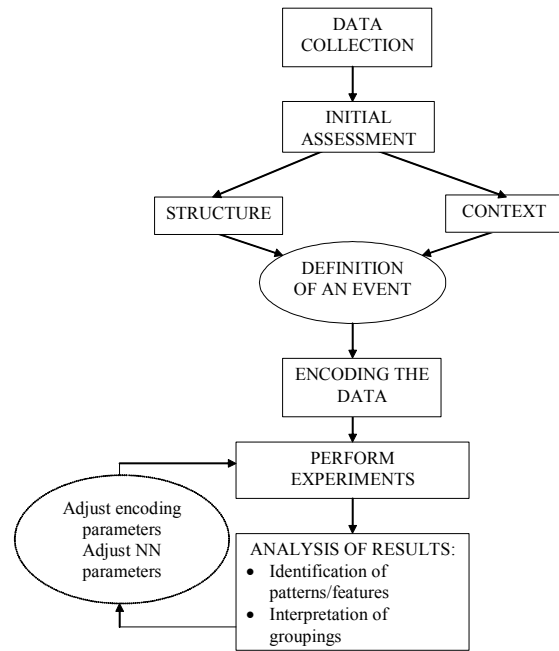 DATA
COLLECTION
INITIAL
ASSESSMENT
STRUCTURE
CONTEXT
DEFINITION
OF AN EVENT
ENCODING THE
DATA
PERFORM
EXPERIMENTS
Adjust encoding
parameters
Adjust NN
parameters
ANALYSIS OF RESULTS:
• Identification of
patterns/features
• Interpretation of
groupings